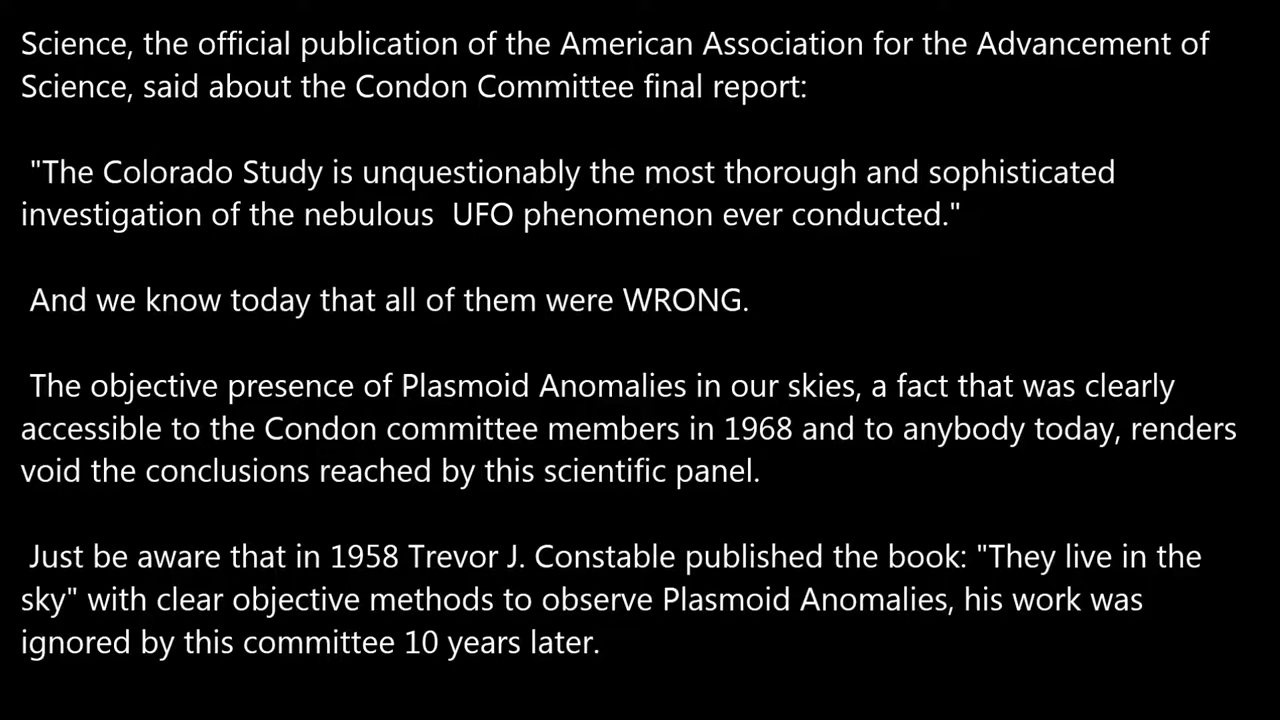 Science, the official publication of the American Association for the Advancement of
Science, said about the Condon Committee final report:
"The Colorado Study is unquestionably the most thorough and sophisticated
investigation of the nebulous  UFO phenomenon ever conducted."
And we know today that all of them were WRONG.
The objective presence of Plasmoid Anomalies in our skies, a fact that was clearly
accessible to the Condon committee members in 1968 and to anybody today, renders
void the conclusions reached by this scientific panel.
Just be aware that in 1958 Trevor J. Constable published the book: "They live in the
sky" with clear objective methods to observe Plasmoid Anomalies, his work was
ignored by this committee 10 years later.